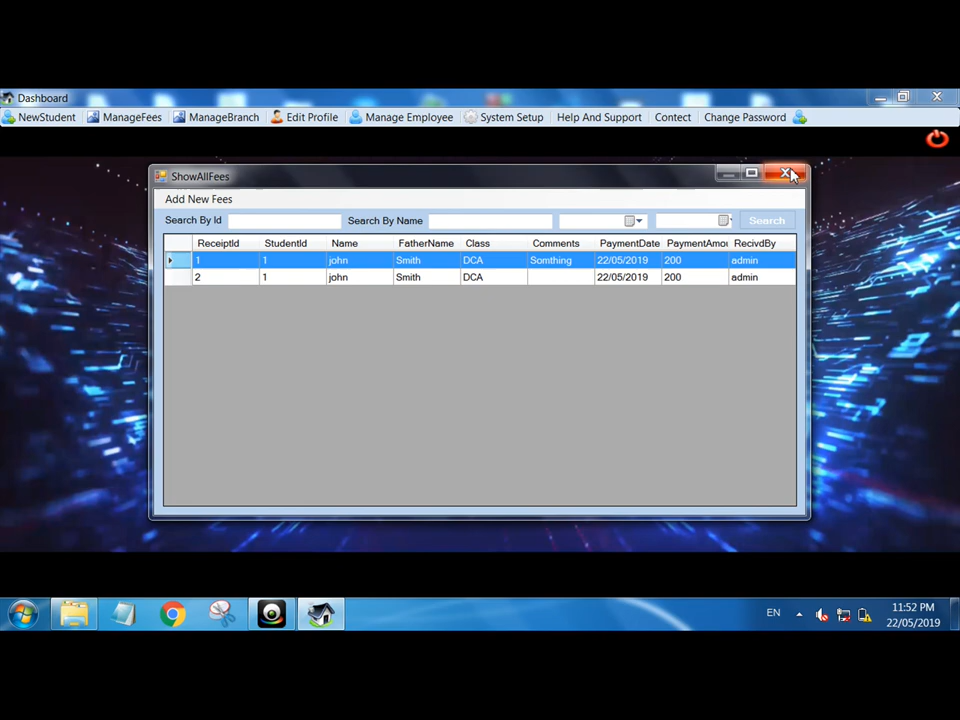 Dashboard
NewStudent ManageFees ManageBranch Edit Profile Manage Employee System Setup Help And Support Contect Change Password
ShowAllFees
Add New Fees
Search By Id Search By Name Search
ReceiptId StudentId Name FatherName Class Comments PaymentDate PaymentAmou RecivdBy
1 1 john Smith DCA Somthing 22/05/2019 200 admin
2 1 john Smith DCA 22/05/2019 200 admin
EN 11:52 PM
22/05/2019